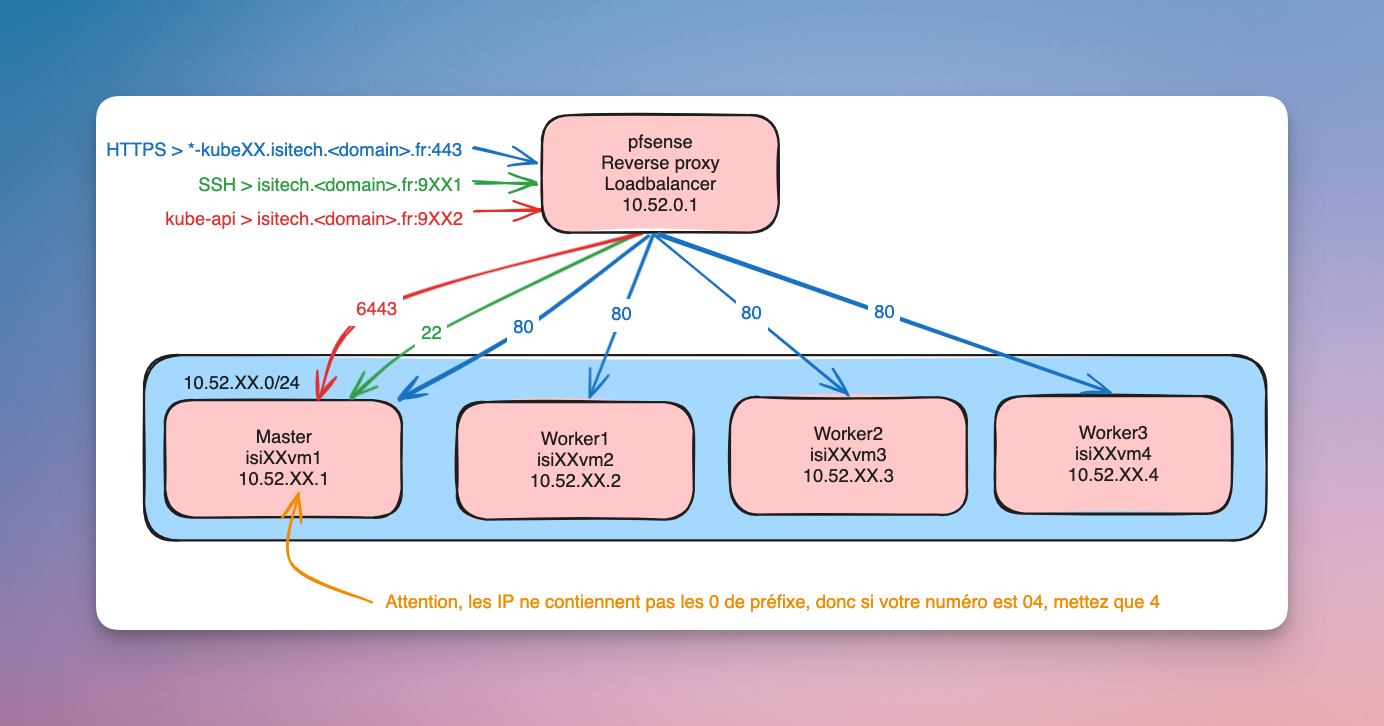 HTTPS > *-kubeXX.isitech.<domain>.fr:443
SSH > isitech.<domain>.fr:9XX1
kube-api > isitech.<domain>.fr:9XX2
pfsense
Reverse proxy
Loadbalancer
10.52.0.1
6443
22
80
80
80
80
10.52.XX.0/24
Master
isiXXvm1
10.52.XX.1
Worker1
isiXXvm2
10.52.XX.2
Worker2
isiXXvm3
10.52.XX.3
Worker3
isiXXvm4
10.52.XX.4
Attention, les IP ne contiennent pas les 0 de préfixe, donc si votre numéro est 04, mettez que 4